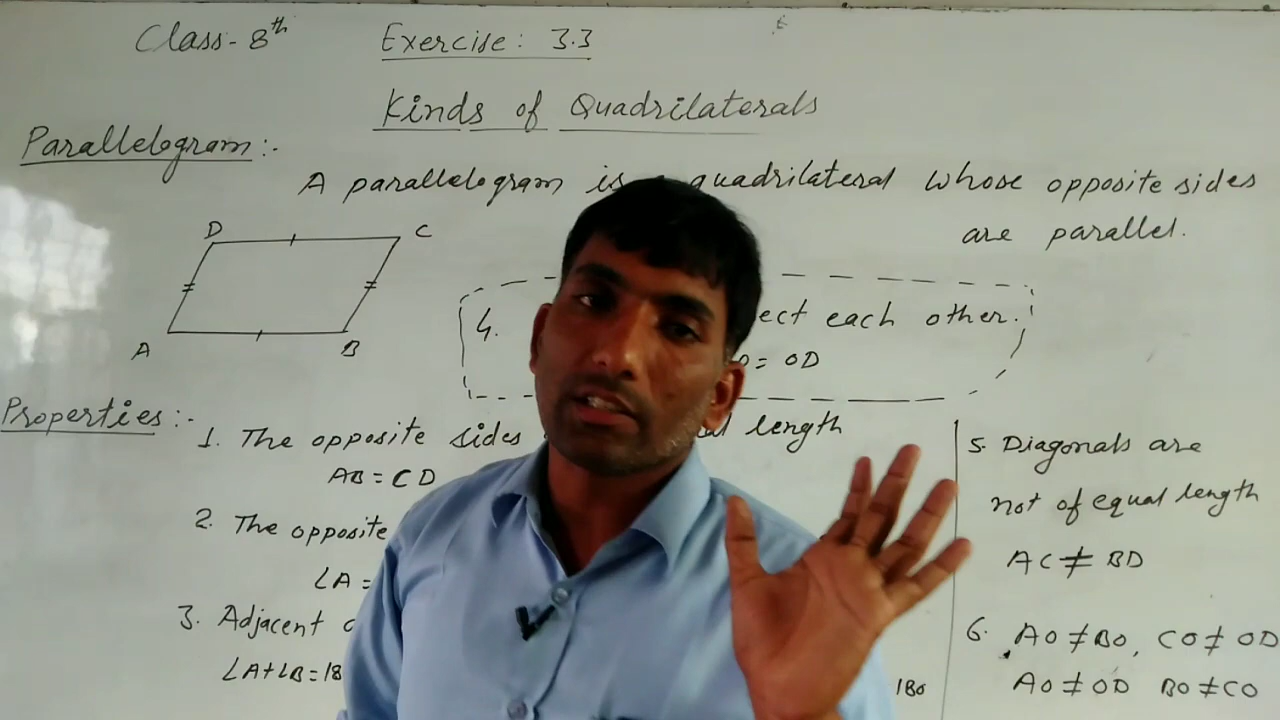 Class-8th Exercise: 3.3
Kinds of Quadrilaterals
Parallelogram:-
A parallelogram is quadrilateral whose opposite sides
are parallel.
D C
A B
4. each other.
= OD
Properties:-
1. The opposite sides length
AB = CD
2. The opposite
∠A =
3. Adjacent
∠A+∠B=18
180
5. Diagonals are
not of equal length
AC ≠ BD
6. AO≠BO, CO≠OD
AO≠OD BO≠CO